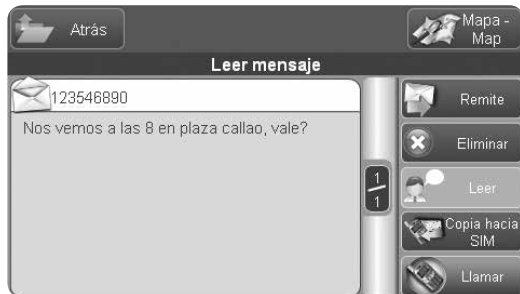 Atrás
Mapa -
Map
Leer mensaje
123546890
Nos vemos a las 8 en plaza callao, vale?
1
1
Remite
Eliminar
Leer
Copia hacia
SIM
Llamar